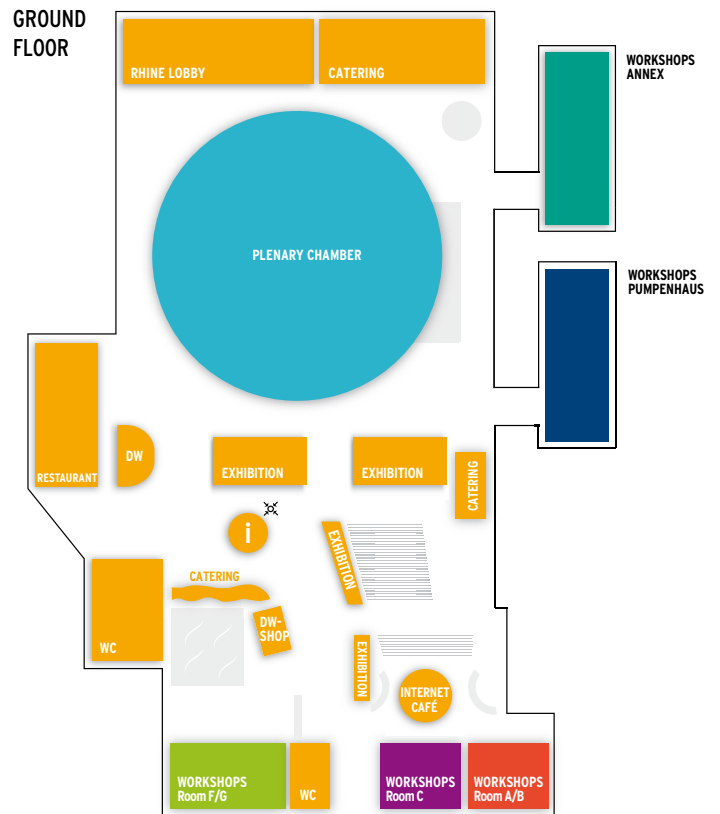 GROUND
FLOOR
RHINE LOBBY
CATERING
WORKSHOPS
ANNEX
PLENARY CHAMBER
WORKSHOPS
PUMPENHAUS
RESTAURANT
DW
EXHIBITION
EXHIBITION
CATERING
i
EXHIBITION
CATERING
DW-
SHOP
WC
EXHIBITION
INTERNET
CAFÉ
WORKSHOPS
Room F/G
WC
WORKSHOPS
Room C
WORKSHOPS
Room A/B